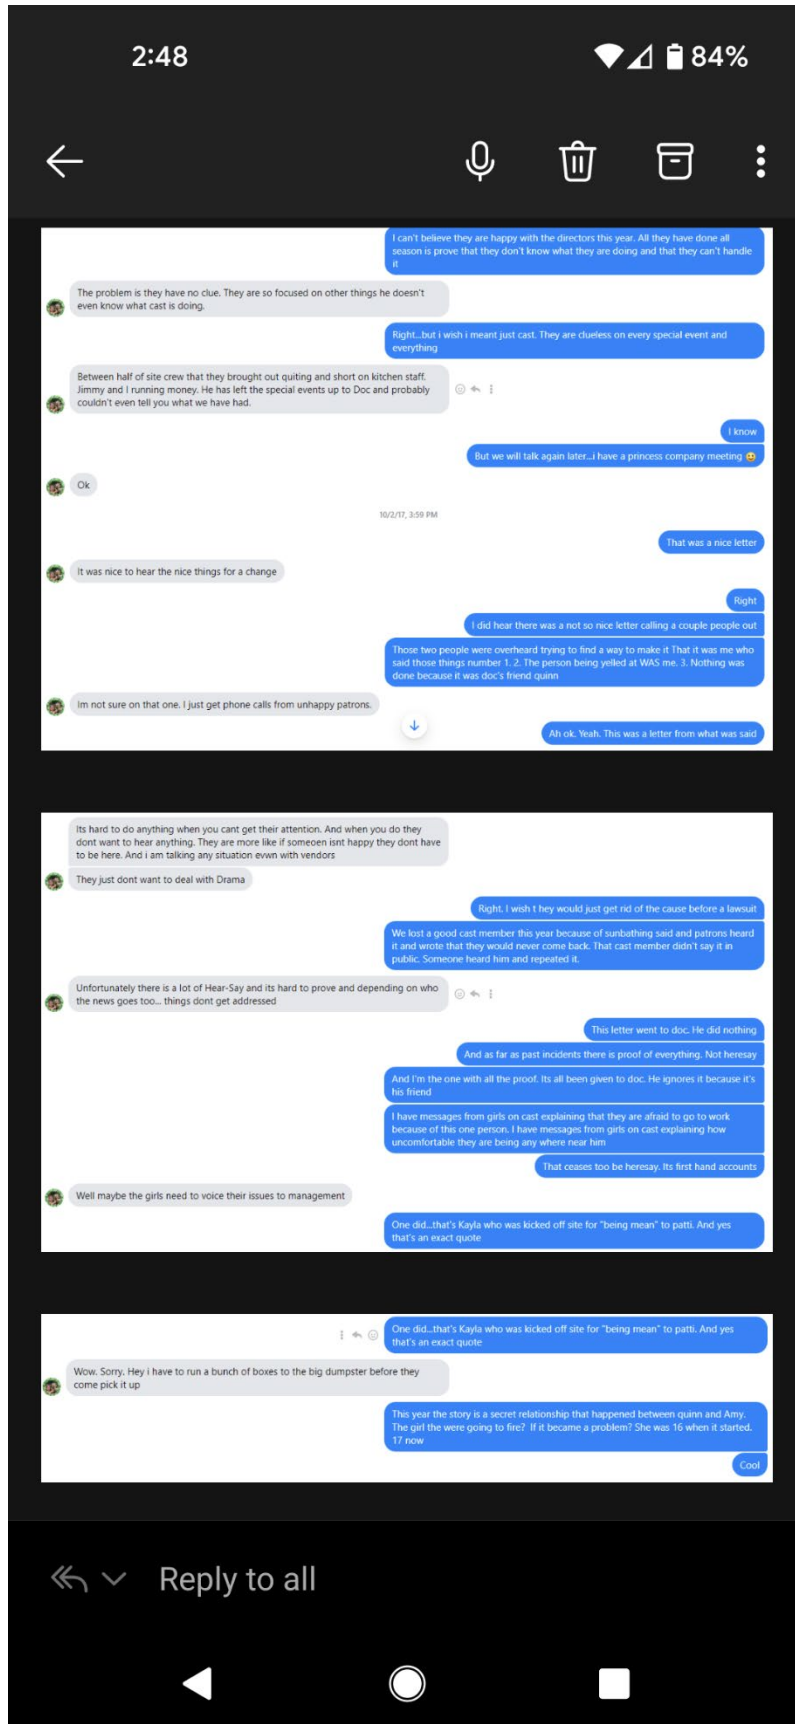 2:48
84%
I can't believe they are happy with the directors this year. All they have done all
season is prove that they don't know what they are doing and that they can't handle
it
The problem is they have no clue. They are so focused on other things he doesn't
even know what cast is doing.
Right...but i wish i meant just cast. They are clueless on every special event and
everything
Between half of site crew that they brought out quiting and short on kitchen staff.
Jimmy and I running money. He has left the special events up to Doc and probably
couldn't even tell you what we have had.
I know
But we will talk again later...i have a princess company meeting 😆
Ok
10/2/17, 3:59 PM
That was a nice letter
It was nice to hear the nice things for a change
Right
I did hear there was a not so nice letter calling a couple people out
Those two people were overheard trying to find a way to make it That it was me who
said those things number 1. 2. The person being yelled at WAS me. 3. Nothing was
done because it was doc's friend quinn
Im not sure on that one. I just get phone calls from unhappy patrons.
Ah ok. Yeah. This was a letter from what was said
Its hard to do anything when you cant get their attention. And when you do they
dont want to hear anything. They are more like if someoen isnt happy they dont have
to be here. And i am talking any situation evwn with vendors
They just dont want to deal with Drama
Right. I wish t hey would just get rid of the cause before a lawsuit
We lost a good cast member this year because of sunbathing said and patrons heard
it and wrote that they would never come back. That cast member didn't say it in
public. Someone heard him and repeated it.
Unfortunately there is a lot of Hear-Say and its hard to prove and depending on who
the news goes too... things dont get addressed
This letter went to doc. He did nothing
And as far as past incidents there is proof of everything. Not heresay
And I'm the one with all the proof. Its all been given to doc. He ignores it because it's
his friend
I have messages from girls on cast explaining that they are afraid to go to work
because of this one person. I have messages from girls on cast explaining how
uncomfortable they are being any where near him
That ceases too be heresay. Its first hand accounts
Well maybe the girls need to voice their issues to management
One did...that's Kayla who was kicked off site for "being mean" to patti. And yes
that's an exact quote
One did...that's Kayla who was kicked off site for "being mean" to patti. And yes
that's an exact quote
Wow. Sorry. Hey i have to run a bunch of boxes to the big dumpster before they
come pick it up
This year the story is a secret relationship that happened between quinn and Amy.
The girl the were going to fire? If it became a problem? She was 16 when it started.
17 now
Cool
Reply to all